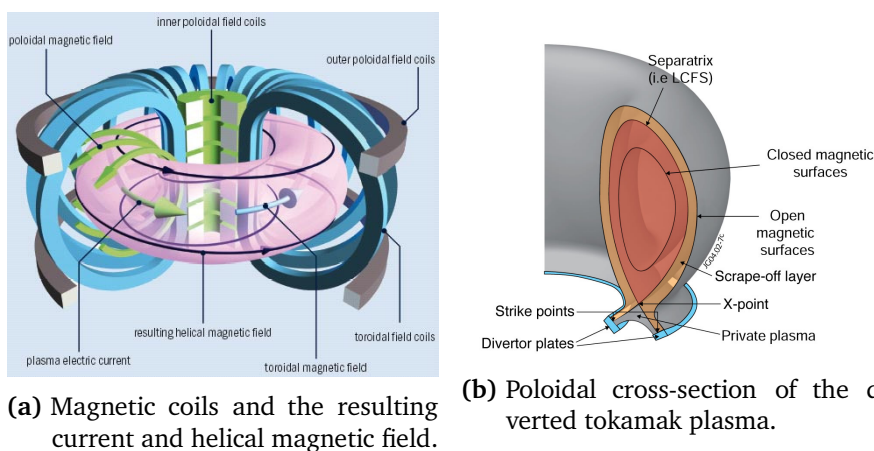 inner poloidal field coils
poloidal magnetic field
outer poloidal field coils
resulting helical magnetic field
toroidal field coils
plasma electric current
toroidal magnetic field
(a) Magnetic coils and the resulting
current and helical magnetic field.
Separatrix
(i.e LCFS)
Closed magnetic
surfaces
Open
magnetic
surfaces
JG04.02-7c
Scrape-off layer
X-point
Strike points
Private plasma
Divertor plates
(b) Poloidal cross-section of the
verted tokamak plasma.